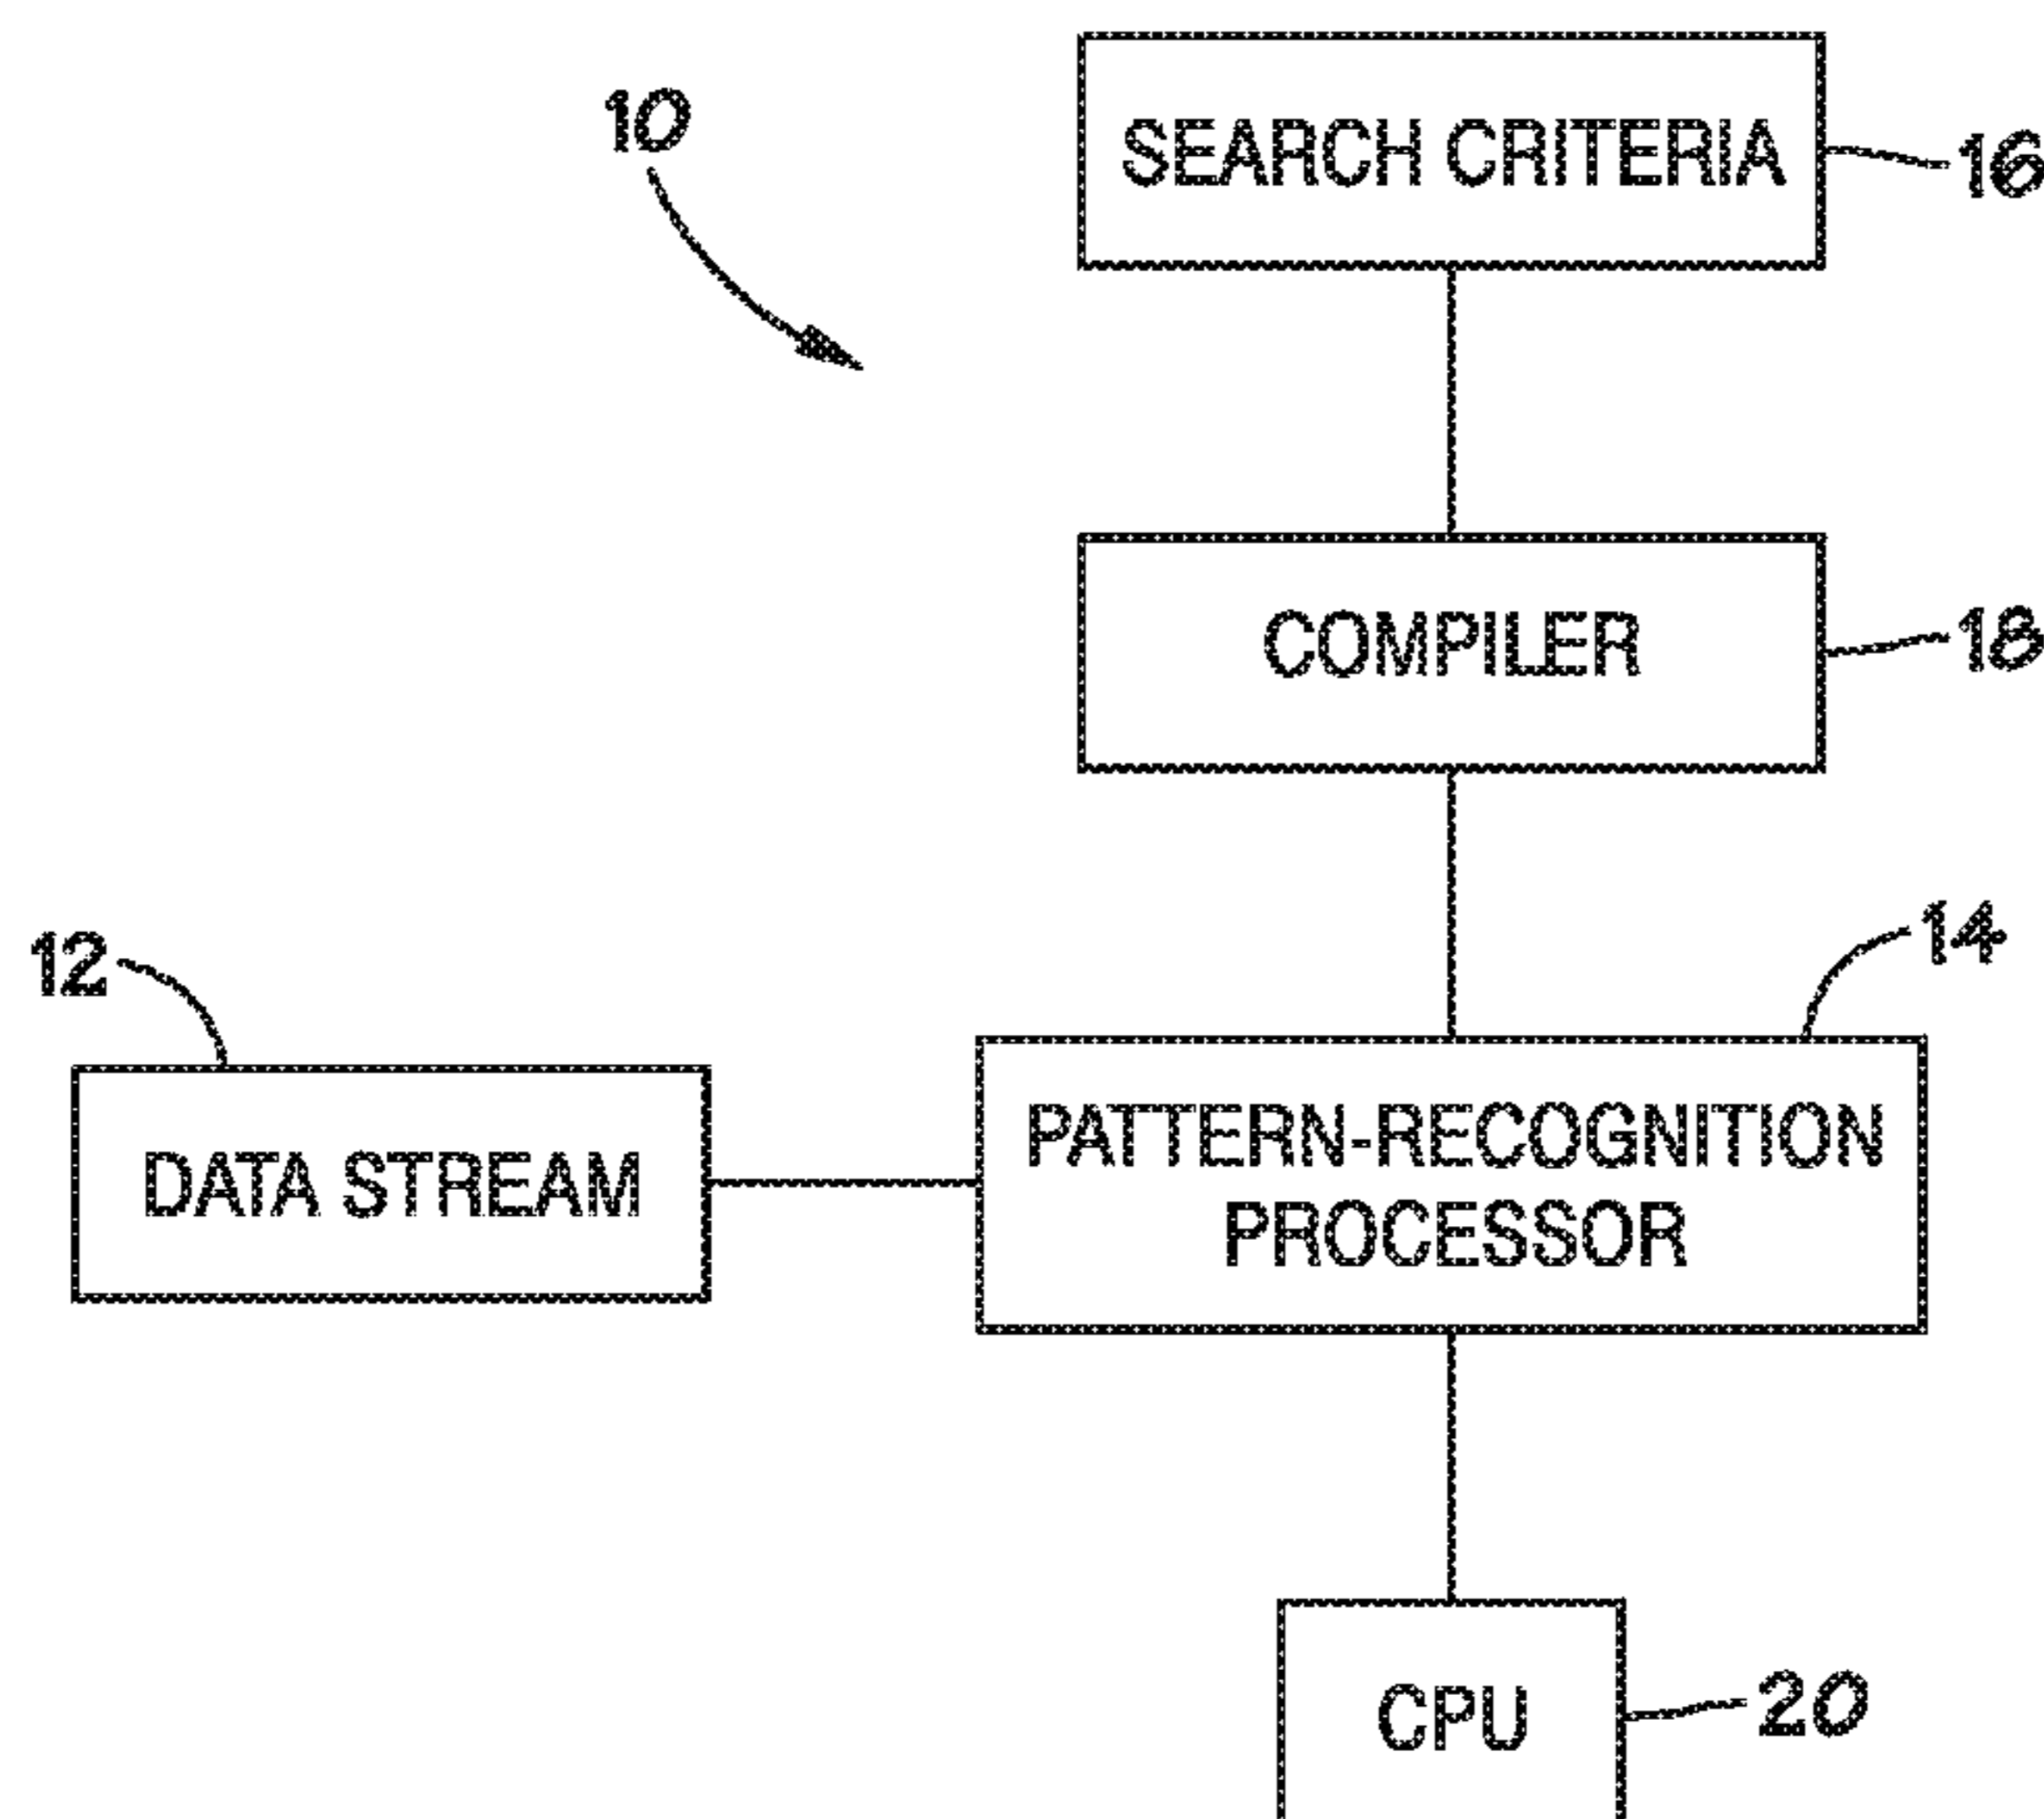 10
SEARCH CRITERIA
16
COMPILER
18
12
14
DATA STREAM
PATTERN-RECOGNITION
PROCESSOR
CPU
20